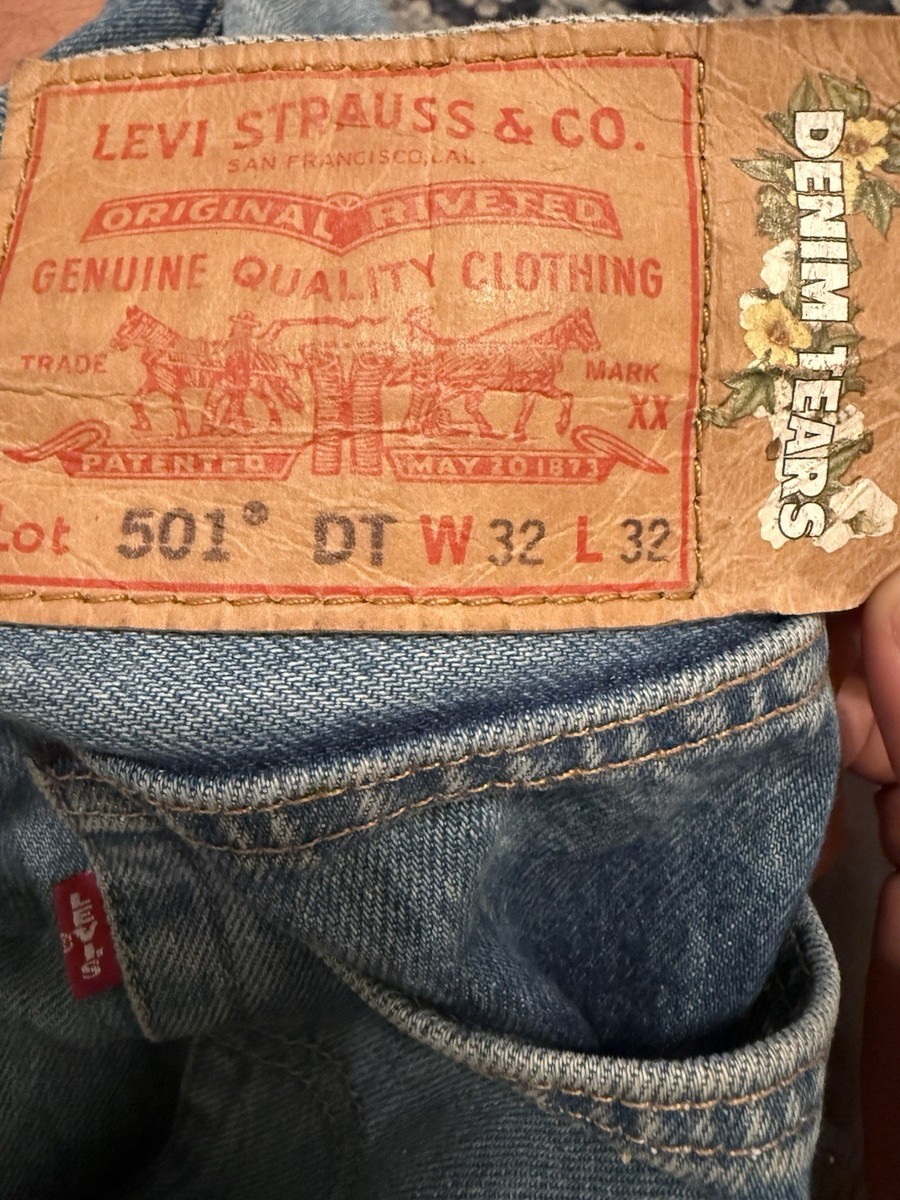 LEVI STRAUSS & CO.
SAN FRANCISCO, CAL.
ORIGINAL RIVETED
GENUINE QUALITY CLOTHING
TRADE MARK
XX
PATENTED MAY 20 1873
Lot 501° DT W 32 L 32
DENIM TEARS
LEVI'S